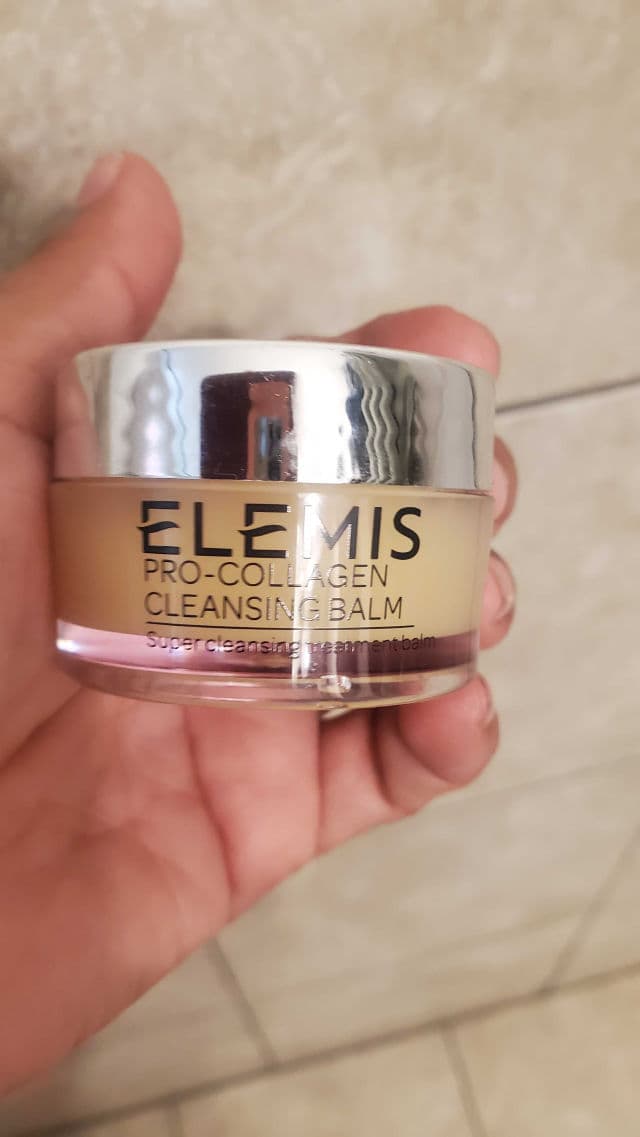 ELEMIS
PRO-COLLAGEN
CLEANSING BALM
Super cleansing treatment balm